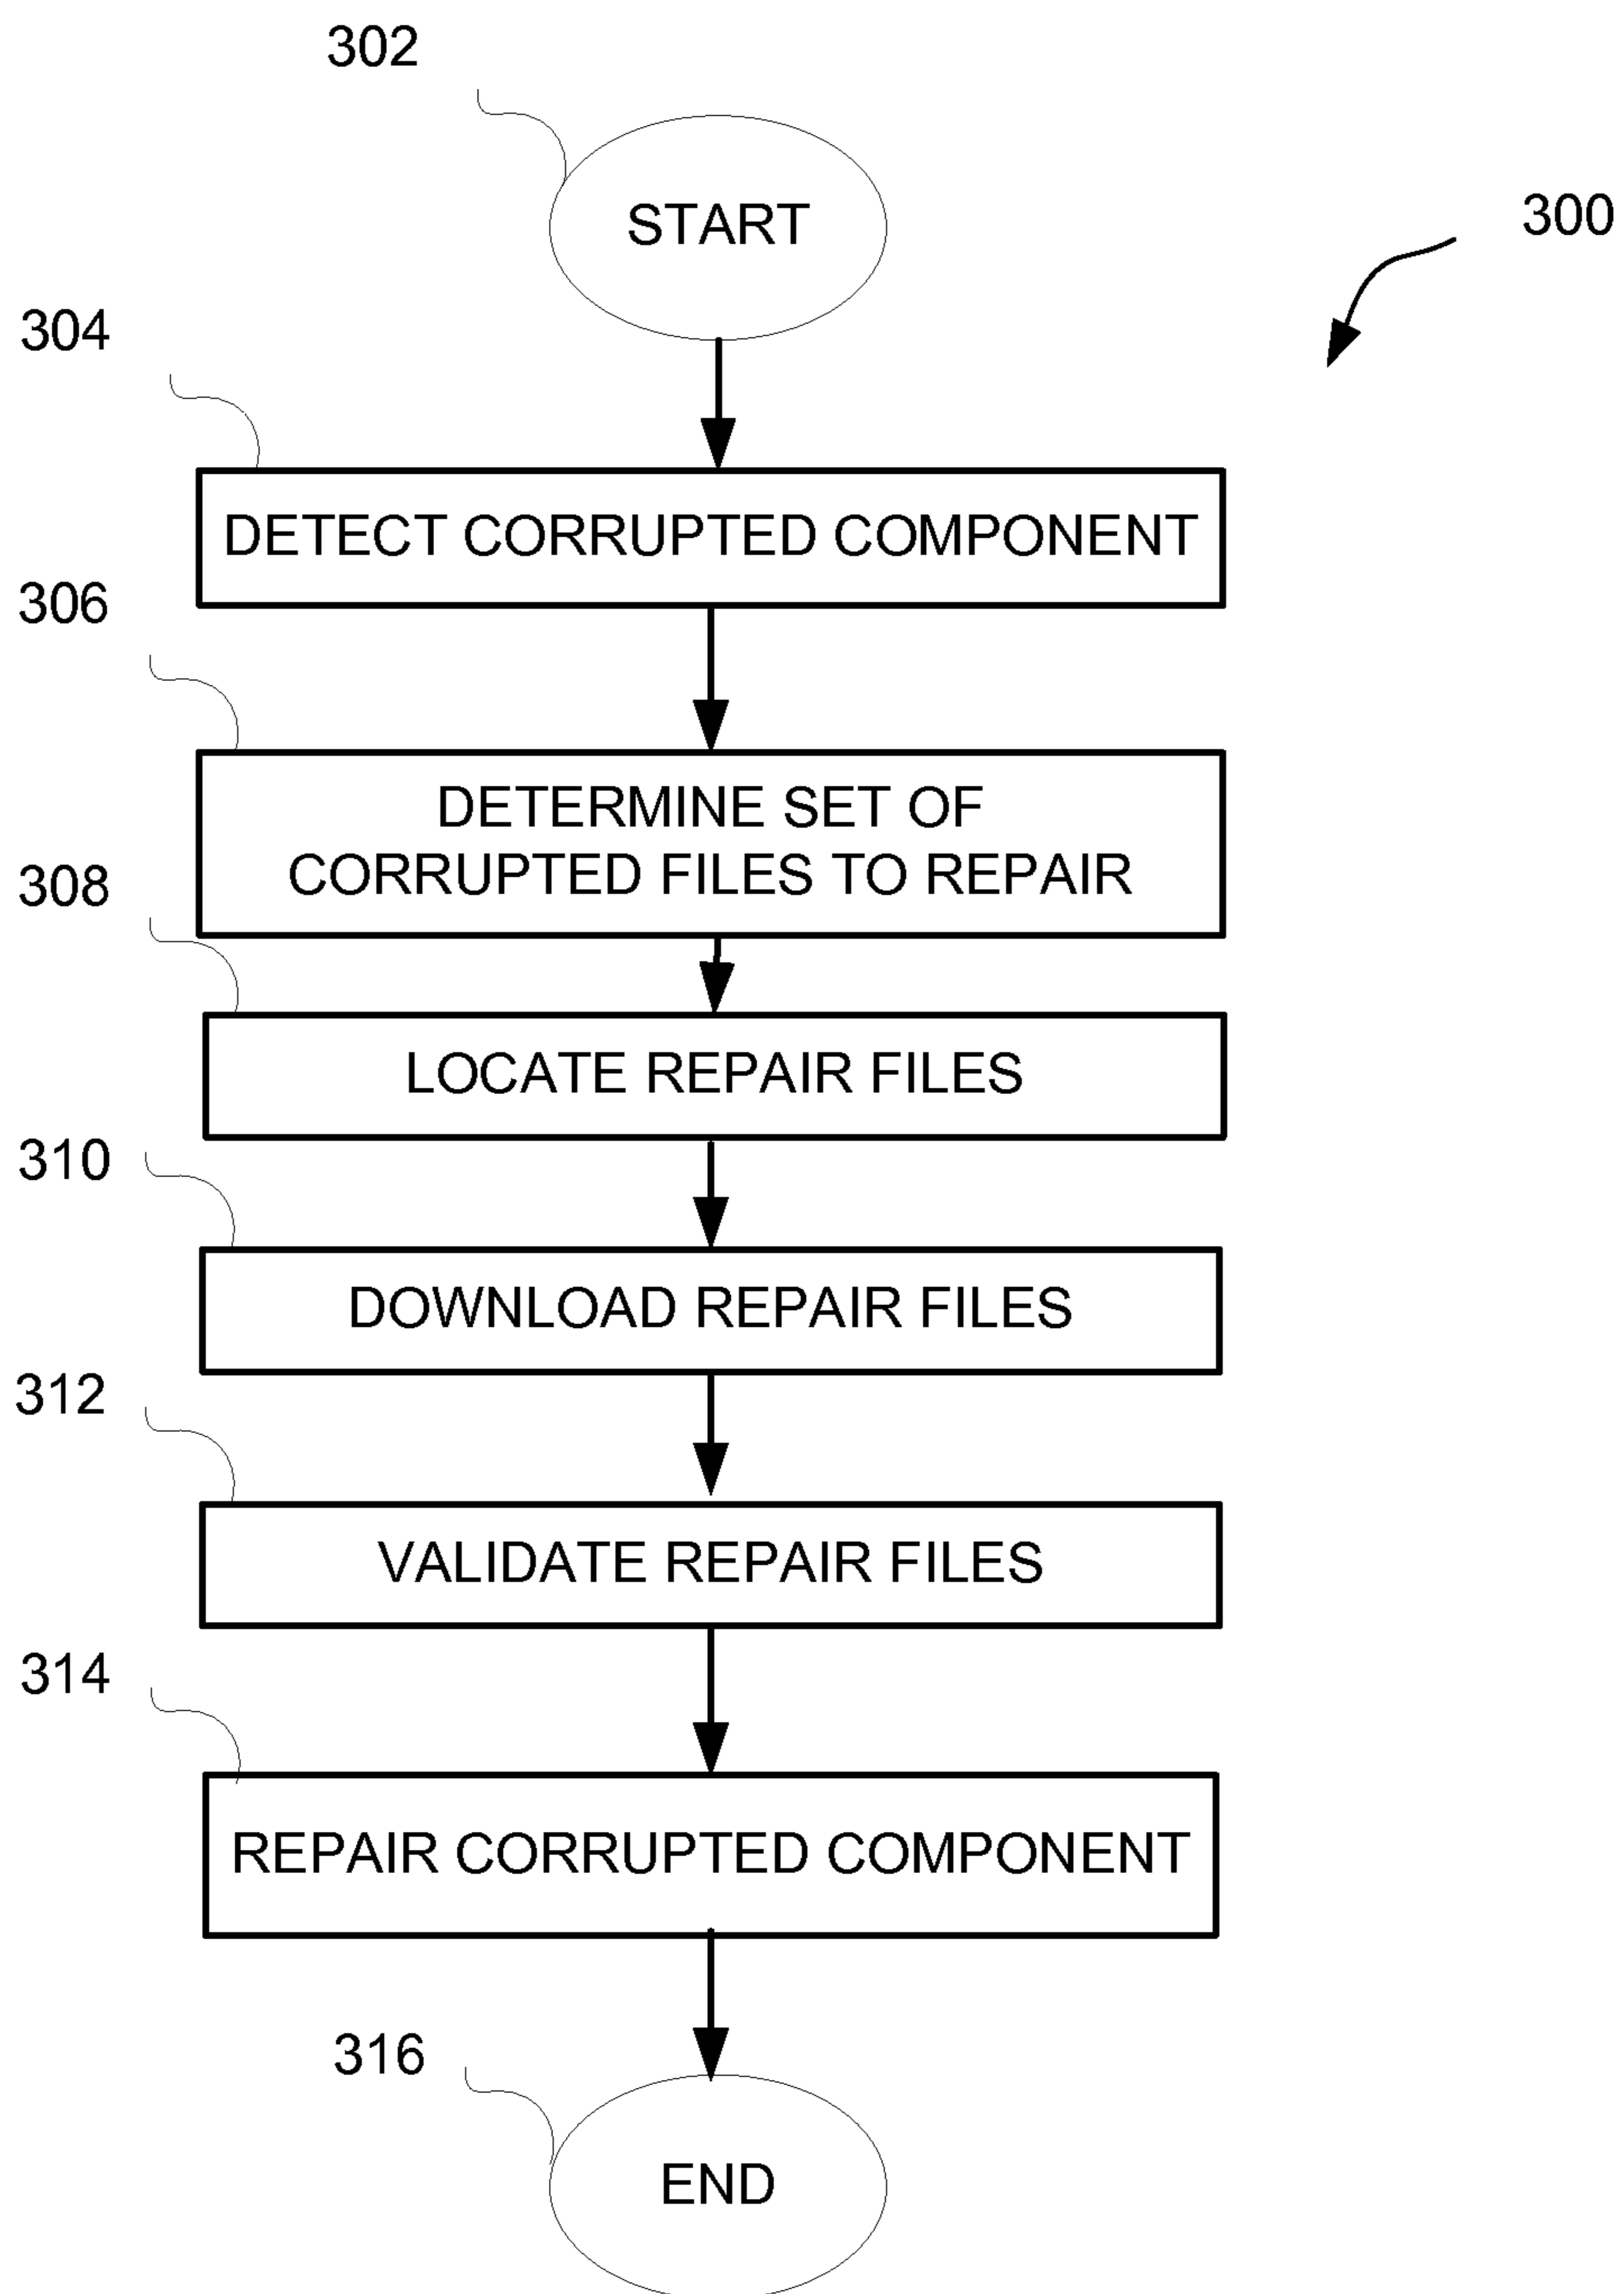 302
START
300
304
DETECT CORRUPTED COMPONENT
306
DETERMINE SET OF
CORRUPTED FILES TO REPAIR
308
LOCATE REPAIR FILES
310
DOWNLOAD REPAIR FILES
312
VALIDATE REPAIR FILES
314
REPAIR CORRUPTED COMPONENT
316
END